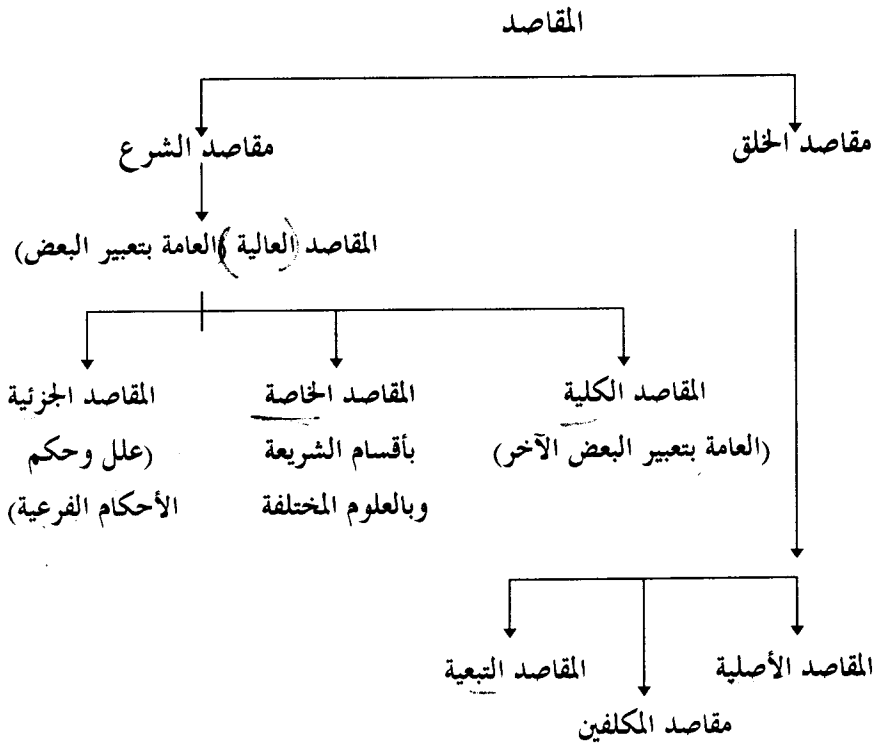 المقاصد
مقاصد الخلق
مقاصد الشرع
المقاصد العالية (العامة بتعبير البعض)
المقاصد الكلية
(العامة بتعبير البعض الآخر)
المقاصد الخاصة
بأقسام الشريعة
وبالعلوم المختلفة
المقاصد الجزئية
(علل وحكم
الأحكام الفرعية)
المقاصد الأصلية
مقاصد المكلفين
المقاصد التبعية